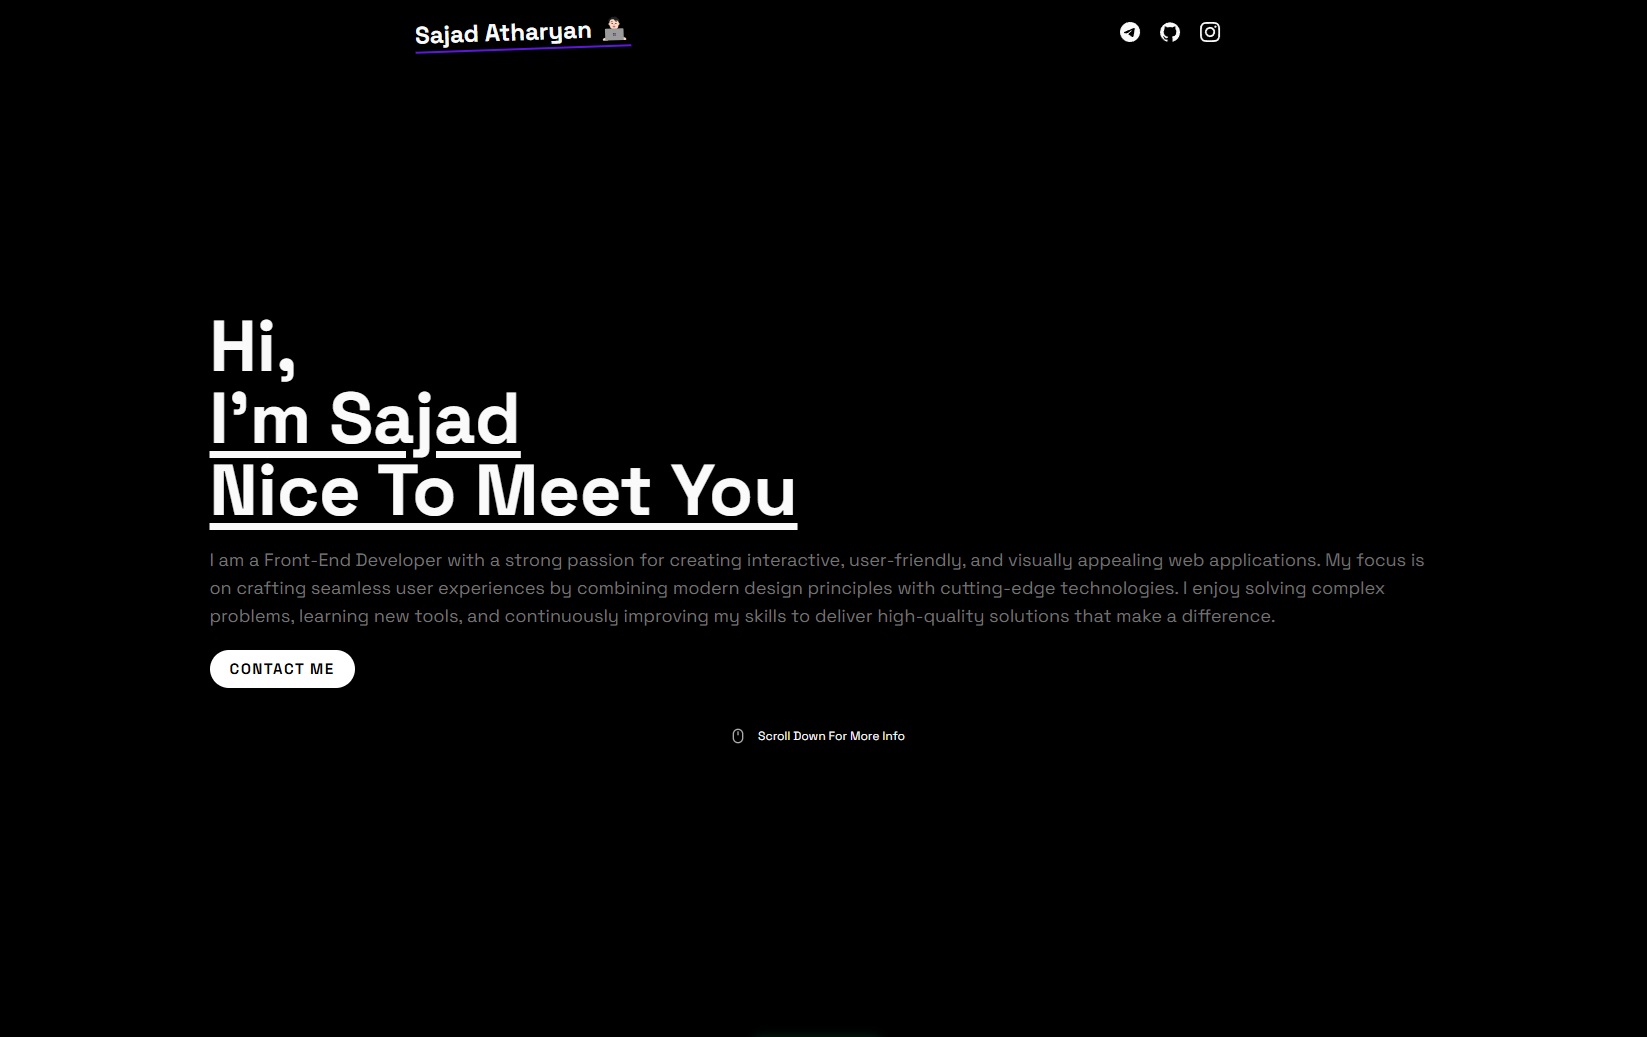 Sajad Atharyan 👨🏻‍💻
Hi,
I’m Sajad
Nice To Meet You
I am a Front-End Developer with a strong passion for creating interactive, user-friendly, and visually appealing web applications. My focus is
on crafting seamless user experiences by combining modern design principles with cutting-edge technologies. I enjoy solving complex
problems, learning new tools, and continuously improving my skills to deliver high-quality solutions that make a difference.
CONTACT ME
Scroll Down For More Info